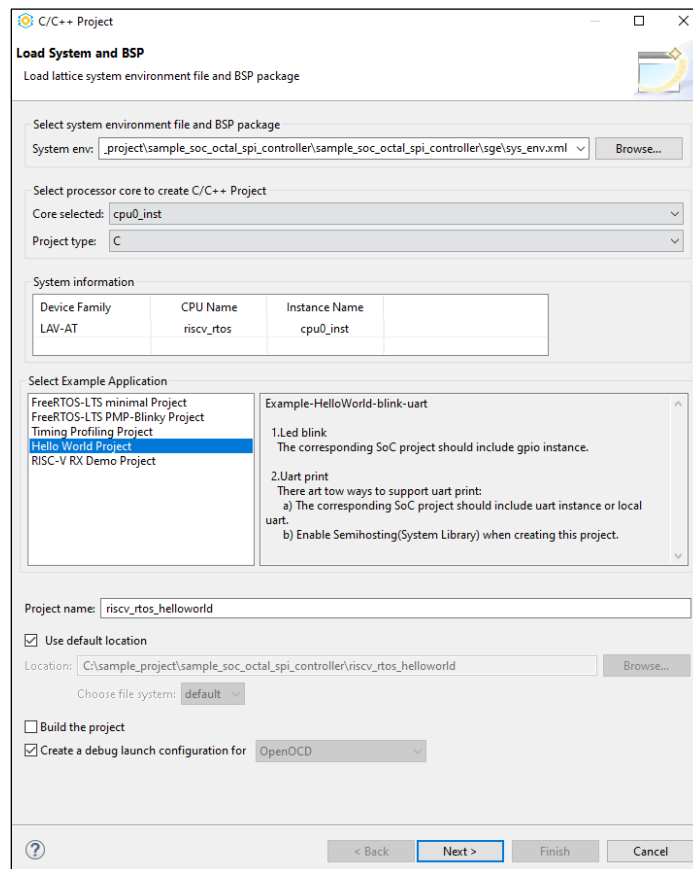 C/C++ Project
Load System and BSP
Load lattice system environment file and BSP package
Select system environment file and BSP package
System env: _project\sample_soc_octal_spi_controller\sample_soc_octal_spi_controller\sge\sys_env.xml Browse...
Select processor core to create C/C++ Project
Core selected: cpu0_inst
Project type: C
System information
Device Family CPU Name Instance Name
LAV-AT riscv_rtos cpu0_inst
Select Example Application
FreeRTOS-LTS minimal Project
FreeRTOS-LTS PMP-Blinky Project
Timing Profiling Project
Hello World Project
RISC-V RX Demo Project
Example-HelloWorld-blink-uart
1.Led blink
The corresponding SoC project should include gpio instance.
2.Uart print
There art tow ways to support uart print:
a) The corresponding SoC project should include uart instance or local
uart.
b) Enable Semihosting(System Library) when creating this project.
Project name: riscv_rtos_helloworld
Use default location
Location: C:\sample_project\sample_soc_octal_spi_controller\riscv_rtos_helloworld Browse...
Choose file system: default
Build the project
Create a debug launch configuration for OpenOCD
? < Back Next > Finish Cancel